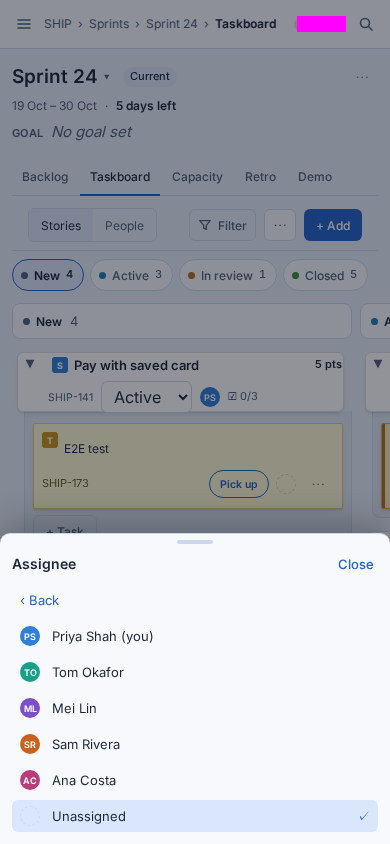 SHIP › Sprints › Sprint 24 › Taskboard
Sprint 24 ▾ Current ···
19 Oct – 30 Oct · 5 days left
GOAL No goal set
Backlog Taskboard Capacity Retro Demo
Stories People Filter ··· + Add
New 4 Active 3 In review 1 Closed 5
New 4 A
S Pay with saved card 5 pts
SHIP-141 Active PS ☑ 0/3
T E2E test
SHIP-173 Pick up ···
+ Task
Assignee Close
‹ Back
PS Priya Shah (you)
TO Tom Okafor
ML Mei Lin
SR Sam Rivera
AC Ana Costa
Unassigned ✓